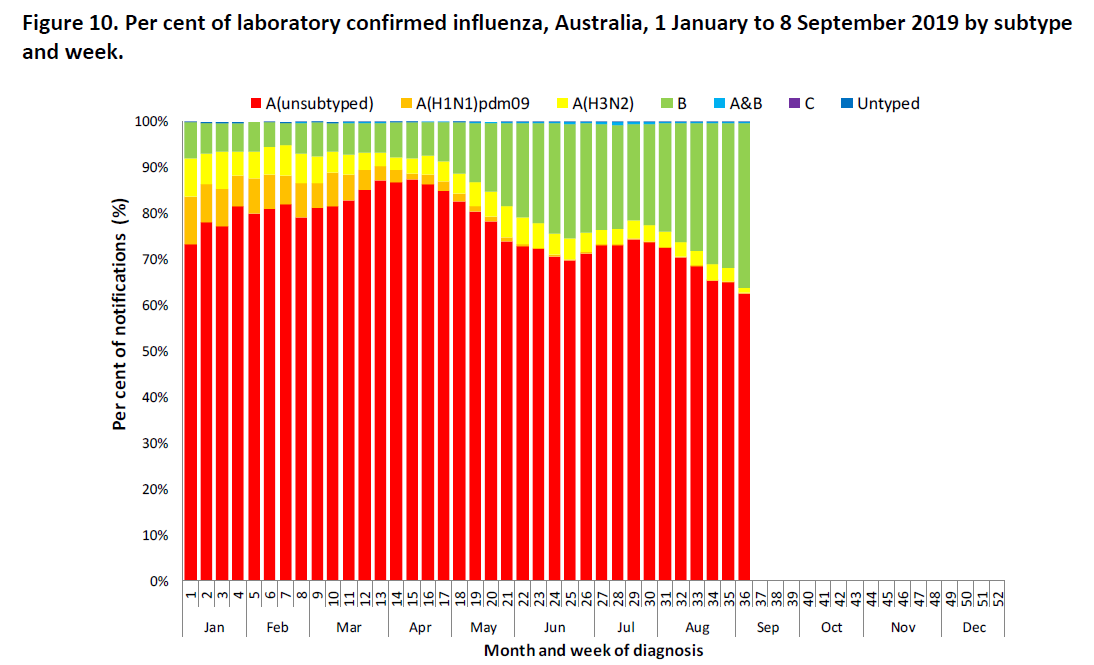 Figure 10. Per cent of laboratory confirmed influenza, Australia, 1 January to 8 September 2019 by subtype
and week.
A(unsubtyped) A(H1N1)pdm09 A(H3N2) B A&B C Untyped
100%
90%
80%
70%
60%
50%
40%
30%
20%
10%
0%
Per cent of notifications (%)
1 2 3 4 5 6 7 8 9 10 11 12 13 14 15 16 17 18 19 20 21 22 23 24 25 26 27 28 29 30 31 32 33 34 35 36 37 38 39 40 41 42 43 44 45 46 47 48 49 50 51 52
Jan Feb Mar Apr May Jun Jul Aug Sep Oct Nov Dec
Month and week of diagnosis